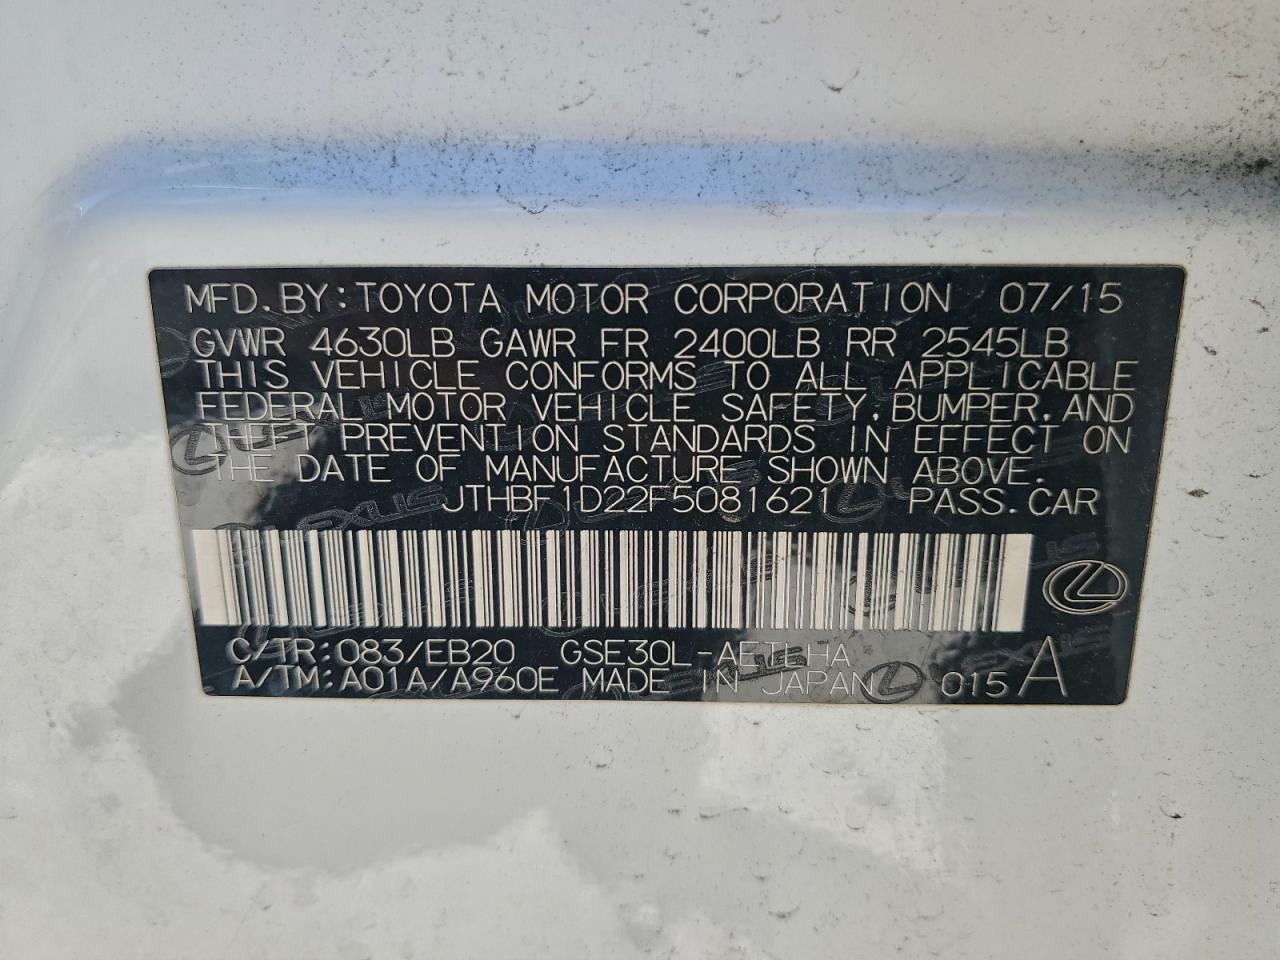 MFD.BY:TOYOTA MOTOR CORPORATION 07/15
GVWR 4630LB GAWR FR 2400LB RR 2545LB
THIS VEHICLE CONFORMS TO ALL APPLICABLE
FEDERAL MOTOR VEHICLE SAFETY,BUMPER,AND
THEFT PREVENTION STANDARDS IN EFFECT ON
THE DATE OF MANUFACTURE SHOWN ABOVE.
JTHBF1D22F5081621 PASS.CAR
C/TR:083/EB20 GSE30L-AETLHA
A/TM:A01A/A960E MADE IN JAPAN 015 A